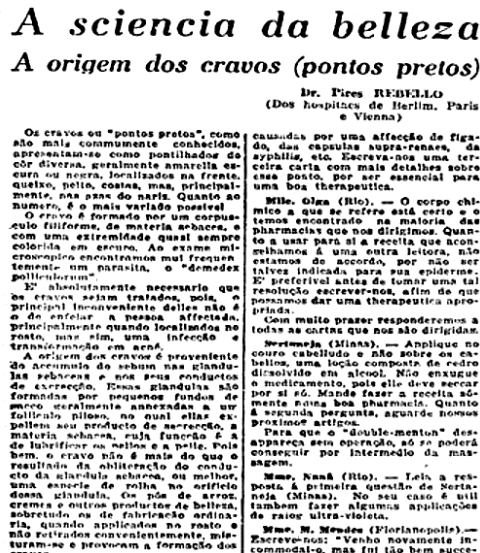 A sciencia da belleza
A origem dos cravos (pontos pretos)
Dr. Pires REBELLO
(Dos hospitaes de Berlim, Paris
e Vienna)
Os cravos ou "pontos pretos", como
são mais communente conhecidos,
apresentam-se como pontilhados de
côr diversa, geralmente amarella es-
cura ou negra, localizados na frente,
queixo, peito, costas, mas, principal-
mente, nas azas do nariz. Quanto ao
numero, é o mais variado possivel
O cravo é formado por um corpus-
culo filiforme, de materia sebacea, e
com uma extremidade quasi sempre
colorida em escuro. Ao exame mi-
croscopico encontramos mui frequen
temente um parasita, o "demodex
pollicolorum".
E' absolutamente necessario que
os cravos sejam tratados, pois, o
principal inconveniente delles não é
o de enfeiar a pessoa affectada,
principalmente quando localizados no
rosto, mas sim, uma infecção e
transformação em acné.
A origem dos cravos é proveniente
do accumulo do sebum nas glandu-
las sebaceas e nos seus conductos
de excrecção. Essas glandulas são
formadas por pequenos fundos de
sacco geralmente annexadas a um
folliculo piloso, no qual ellas ex-
pellem seu producto de secrecção, a
materia sebacea, cuja funcção é a
de lubrificar os pellos e a pelle. Pois
bem, o cravo não é mais do que o
resultado da obliteração do condu-
cto da glandula sebacea, ou melhor,
uma especie de rolha no orificio
dessa glandula. Os pós de arroz,
cremes e outros productos de belleza,
sobretudo os de fabricação ordina-
ria, quando applicados no rosto e
não retirados convenientemente, mis-
turam-se e provocam a formação dos
causadas por uma affecção de figa-
do, das capsulas supra-renaes, da
syphilis, etc. Escreva-nos uma ter-
ceira carta com mais detalhes sobre
esse ponto, por ser essencial para
uma boa therapeutica.
Mlle. Olga (Rio). — O corpo chi-
mico a que se refere está certo e o
temos encontrado na maioria das
pharmacias que nos dirigimos. Quan-
to a usar para si a receita que acon-
selhamos á uma outra leitora, não
estamos de accordo, por não ser
talvez indicada para sua epiderme.
E' preferivel antes de tomar uma tal
resolução escrever-nos, afim de que
possamos dar uma therapeutica apro-
priada.
Com muito prazer responderemos a
todas as cartas que nos são dirigidas.
Sertaneja (Minas). — Applique no
couro cabelludo e não sobre os ca-
bellos, uma loção composta de cedro
dissolvido em alcool. Não enxugue
o medicamento, pois elle deve seccar
por si só. Mande fazer a receita só-
mente numa boa pharmacia. Quanto
á segunda pergunta, aguarde nossos
proximos artigos.
Para que o "double-menton" des-
appareça sem operação, só se poderá
conseguir por intermedio da mas-
sagem.
Mme. Naná (Rio). — Leia a res-
posta á primeira questão de Serta-
neja (Minas). No seu caso é util
tambem fazer algumas applicações
de raios ultra-violeta.
Mme. M. Mendes (Florianopolis).—
Escreve-nos: "Venho novamente in-
commodal-o, mas fui tão bem succe-